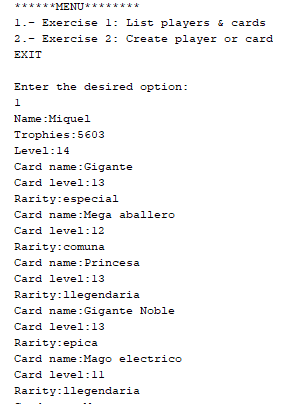 ******MENU********
1.- Exercise 1: List players & cards
2.- Exercise 2: Create player or card
EXIT
Enter the desired option:
1
Name:Miquel
Trophies:5603
Level:14
Card name:Gigante
Card level:13
Rarity:especial
Card name:Mega aballero
Card level:12
Rarity:comuna
Card name:Princesa
Card level:13
Rarity:llegendaria
Card name:Gigante Noble
Card level:13
Rarity:epica
Card name:Mago electrico
Card level:11
Rarity:llegendaria